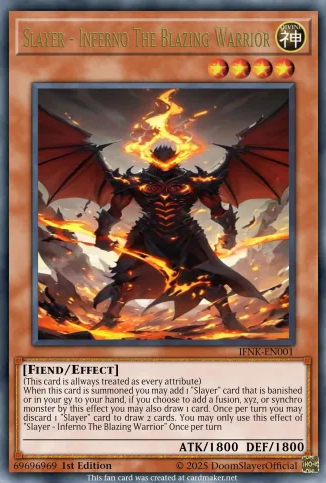 Slayer - Inferno The Blazing Warrior
DIVINE
神
IFNK-EN001
[Fiend/Effect]
(This card is allways treated as every attribute)
When this card is summoned you may add 1 "Slayer" card that is banished
or in your gy to your hand, if you choose to add a fusion, xyz, or synchro
monster by this effect you may also draw 1 card. Once per turn you may
discard 1 "Slayer" card to draw 2 cards. You may only use this effect of
"Slayer - Inferno The Blazing Warrior" Once per turn
ATK/1800 DEF/1800
69696969 1st Edition
© 2025 DoomSlayerOfficial
This fan card was created at cardmaker.net